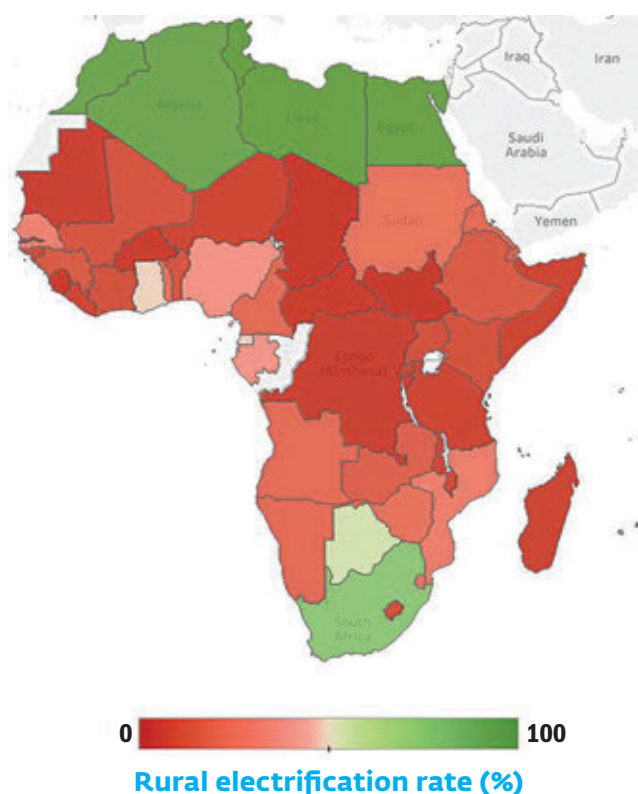 Iraq
Iran
Algeria
Libya
Egypt
Saudi
Arabia
Sudan
Yemen
Congo
(Kinshasa)
South
Africa
0
100
Rural electrification rate (%)